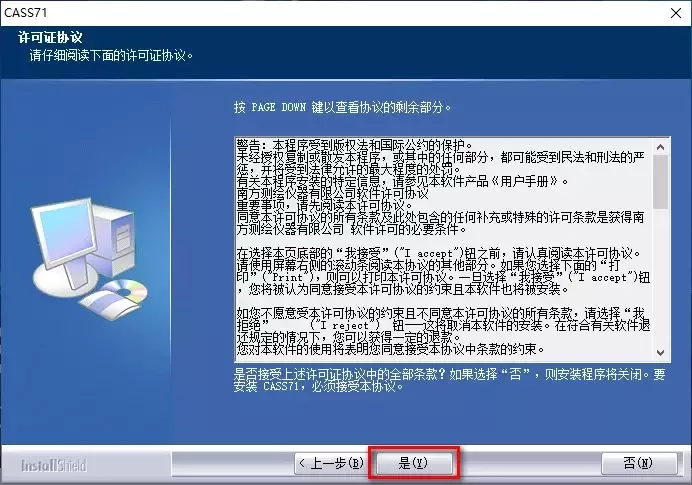 CASS71
许可证协议
请仔细阅读下面的许可证协议。
按 PAGE DOWN 键以查看协议的剩余部分。
警告：本程序受到版权法和国际公约的保护。
未经授权复制或散发本程序，或其中的任何部分，都可能受到民法和刑法的严
惩，并将受到法律允许的最大程度的处罚。
有关本程序安装的特定信息，请参见本软件产品《用户手册》。
南方测绘仪器有限公司软件许可协议
重要事项，请先阅读本许可协议。
同意本许可协议的所有条款及此处包含的任何补充或特殊的许可条款是获得南
方测绘仪器有限公司 软件许可的必要条件。
在选择本页底部的“我接受”("I accept")钮之前，请认真阅读本许可协议。
请使用屏幕右侧的滚动条阅读本协议的其他部分。如果您选择下面的“打
印”("Print")，则可以打印本许可协议。一旦选择“我接受”("I accept")钮
，您将被认为同意接受本许可协议的约束且本软件也将被安装。
如您不愿意受本许可协议的约束且不同意本许可协议的所有条款，请选择“我
拒绝” ("I reject") 钮——这将取消本软件的安装。在符合有关软件退
还规定的情况下，您可以获得一定的退款。
您对本软件的使用将表明您同意接受本协议中条款的约束。
是否接受上述许可证协议中的全部条款？如果选择“否”，则安装程序将关闭。要
安装 CASS71，必须接受本协议。
InstallShield
< 上一步(B)
是(Y)
否(N)